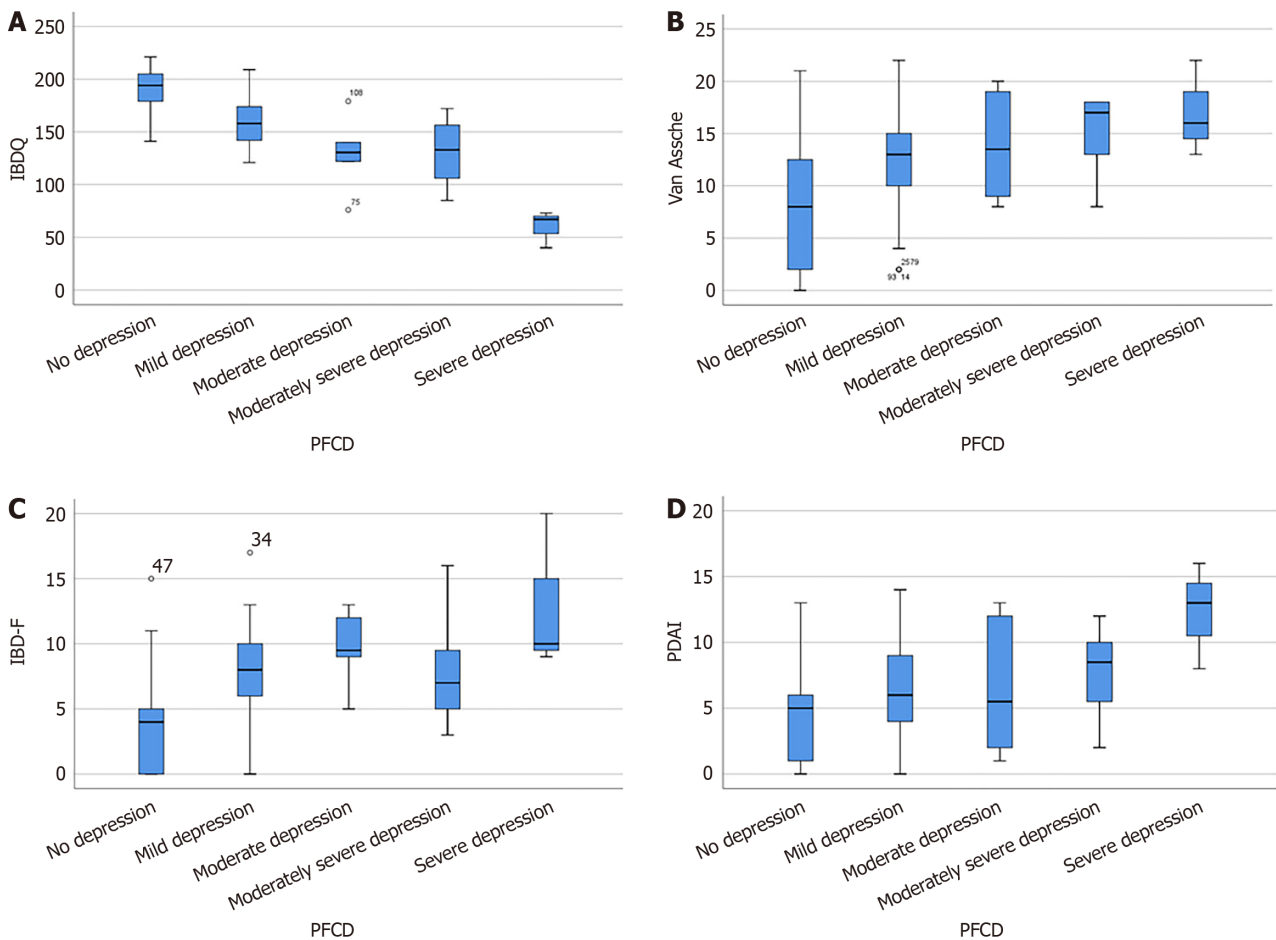 A
250
200
150
100
50
0
IBDQ
108
75
No depression
Mild depression
Moderate depression
Moderately severe depression
Severe depression
PFCD
B
25
20
15
10
5
0
Van Assche
2579
93 14
No depression
Mild depression
Moderate depression
Moderately severe depression
Severe depression
PFCD
C
20
15
10
5
0
IBD-F
47
34
No depression
Mild depression
Moderate depression
Moderately severe depression
Severe depression
PFCD
D
20
15
10
5
0
PDAI
No depression
Mild depression
Moderate depression
Moderately severe depression
Severe depression
PFCD